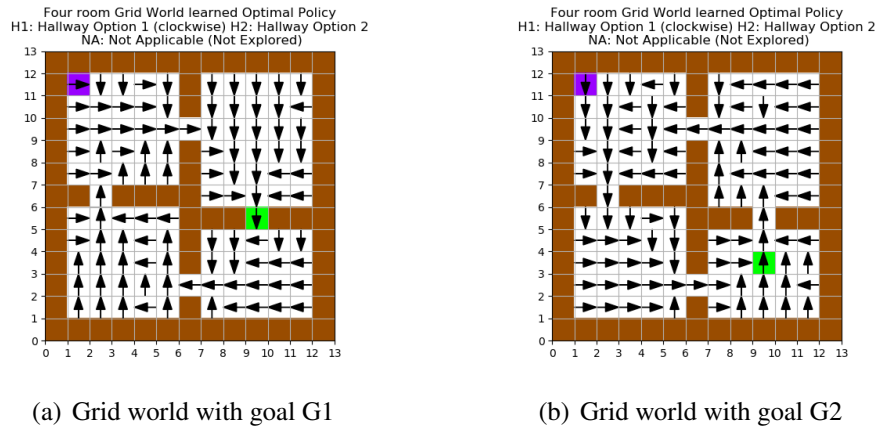 Four room Grid World learned Optimal Policy
H1: Hallway Option 1 (clockwise) H2: Hallway Option 2
NA: Not Applicable (Not Explored)
13
12
11
10
9
8
7
6
5
4
3
2
1
0
0 1 2 3 4 5 6 7 8 9 10 11 12 13
(a) Grid world with goal G1
Four room Grid World learned Optimal Policy
H1: Hallway Option 1 (clockwise) H2: Hallway Option 2
NA: Not Applicable (Not Explored)
13
12
11
10
9
8
7
6
5
4
3
2
1
0
0 1 2 3 4 5 6 7 8 9 10 11 12 13
(b) Grid world with goal G2